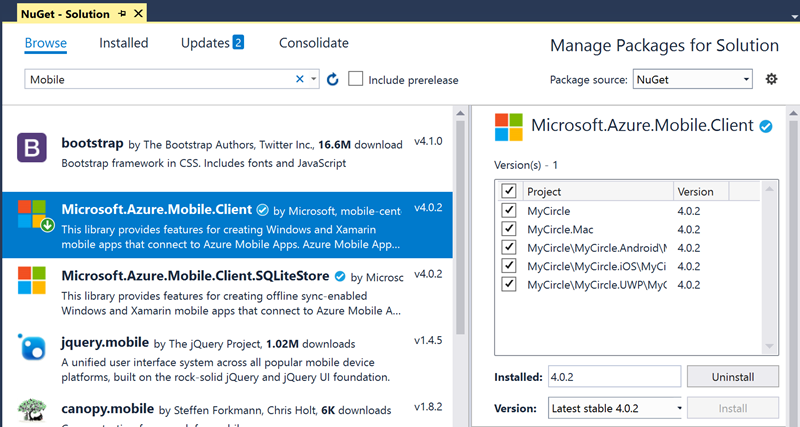 NuGet - Solution
Browse Installed Updates 2 Consolidate
Manage Packages for Solution
Mobile
Include prerelease
Package source: NuGet
B bootstrap by The Bootstrap Authors, Twitter Inc., 16.6M download v4.1.0
Bootstrap framework in CSS. Includes fonts and JavaScript
Microsoft.Azure.Mobile.Client by Microsoft, mobile-cent v4.0.2
This library provides features for creating Windows and Xamarin
mobile apps that connect to Azure Mobile Apps. Azure Mobile App...
Microsoft.Azure.Mobile.Client.SQLiteStore by Microsc v4.0.2
This library provides features for creating offline sync-enabled
Windows and Xamarin mobile apps that connect to Azure Mobile A...
jquery.mobile by The jQuery Project, 1.02M downloads v1.4.5
A unified user interface system across all popular mobile device
platforms, built on the rock-solid jQuery and jQuery UI foundation.
canopy.mobile by Steffen Forkmann, Chris Holt, 6K downloads v1.8.2
Microsoft.Azure.Mobile.Client
Version(s) - 1
Project Version
MyCircle 4.0.2
MyCircle.Mac 4.0.2
MyCircle\MyCircle.Android\M 4.0.2
MyCircle\MyCircle.iOS\MyCi 4.0.2
MyCircle\MyCircle.UWP\MyC 4.0.2
Installed: 4.0.2 Uninstall
Version: Latest stable 4.0.2 Install